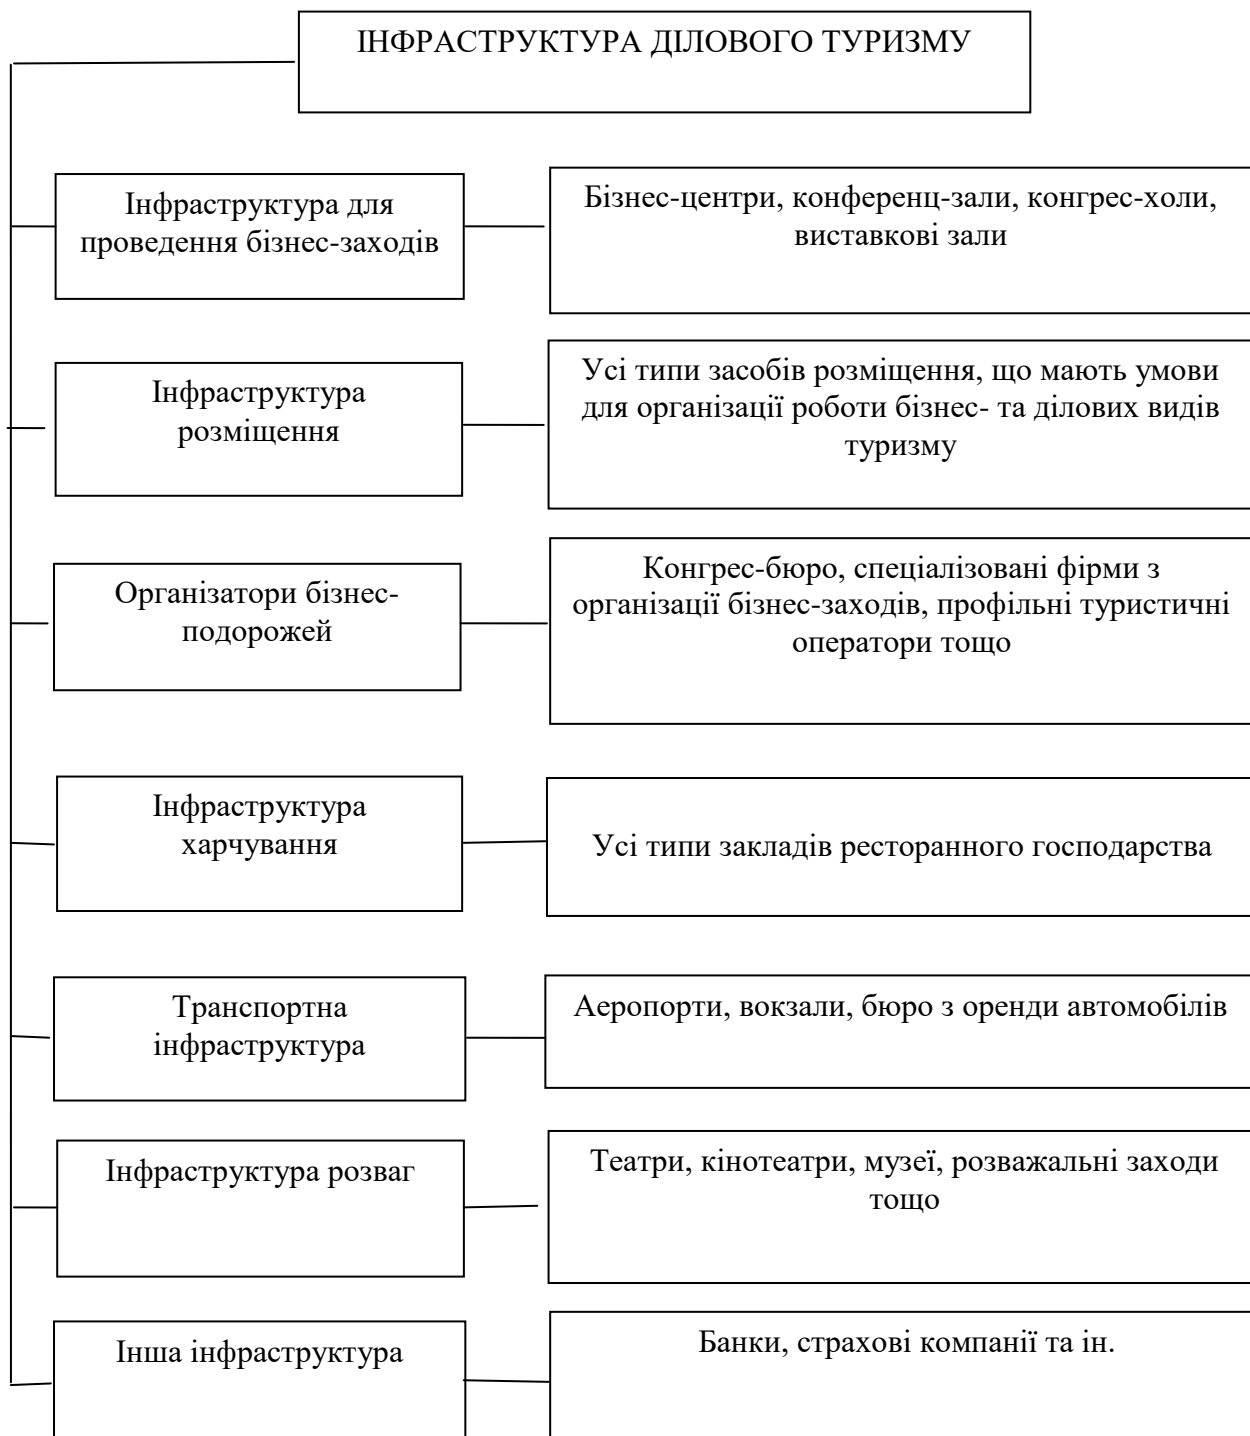 ІНФРАСТРУКТУРА ДІЛОВОГО ТУРИЗМУ
Інфраструктура для
проведення бізнес-заходів
Бізнес-центри, конференц-зали, конгрес-холи,
виставкові зали
Інфраструктура
розміщення
Усі типи засобів розміщення, що мають умови
для організації роботи бізнес- та ділових видів
туризму
Організатори бізнес-
подорожей
Конгрес-бюро, спеціалізовані фірми з
організації бізнес-заходів, профільні туристичні
оператори тощо
Інфраструктура
харчування
Усі типи закладів ресторанного господарства
Транспортна
інфраструктура
Аеропорти, вокзали, бюро з оренди автомобілів
Інфраструктура розваг
Театри, кінотеатри, музеї, розважальні заходи
тощо
Інша інфраструктура
Банки, страхові компанії та ін.